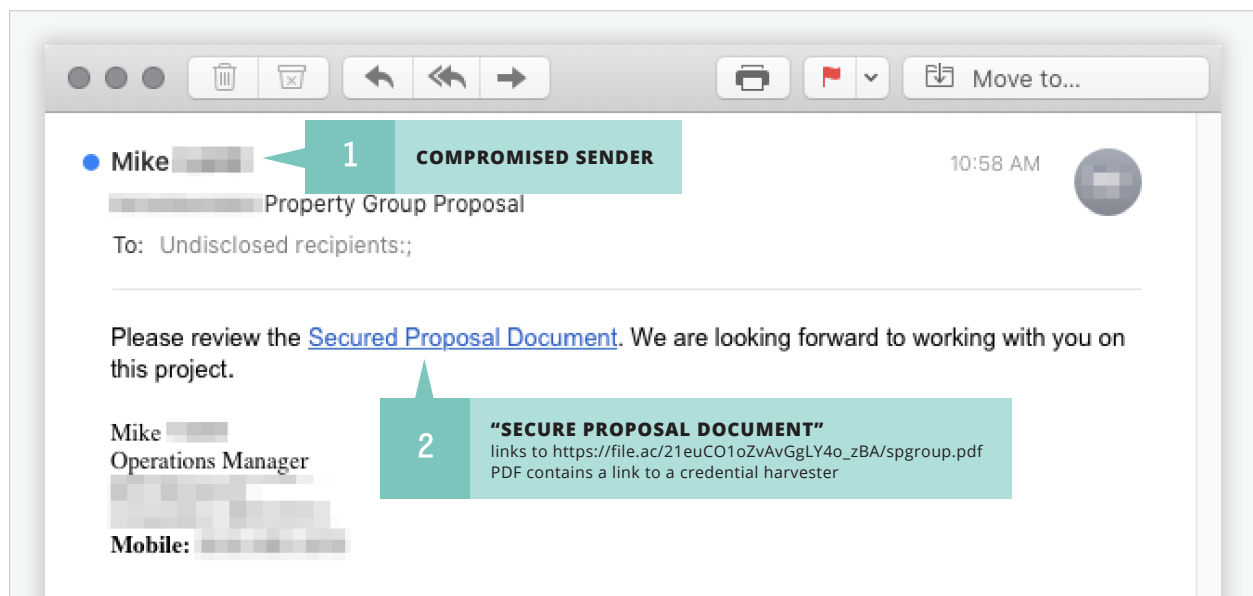 Move to...
Mike
1
COMPROMISED SENDER
10:58 AM
Property Group Proposal
To: Undisclosed recipients:;
Please review the Secured Proposal Document. We are looking forward to working with you on
this project.
2
“SECURE PROPOSAL DOCUMENT”
links to https://file.ac/21euCO1oZvAvGgLY4o_zBA/spgroup.pdf
PDF contains a link to a credential harvester
Mike
Operations Manager
Mobile: